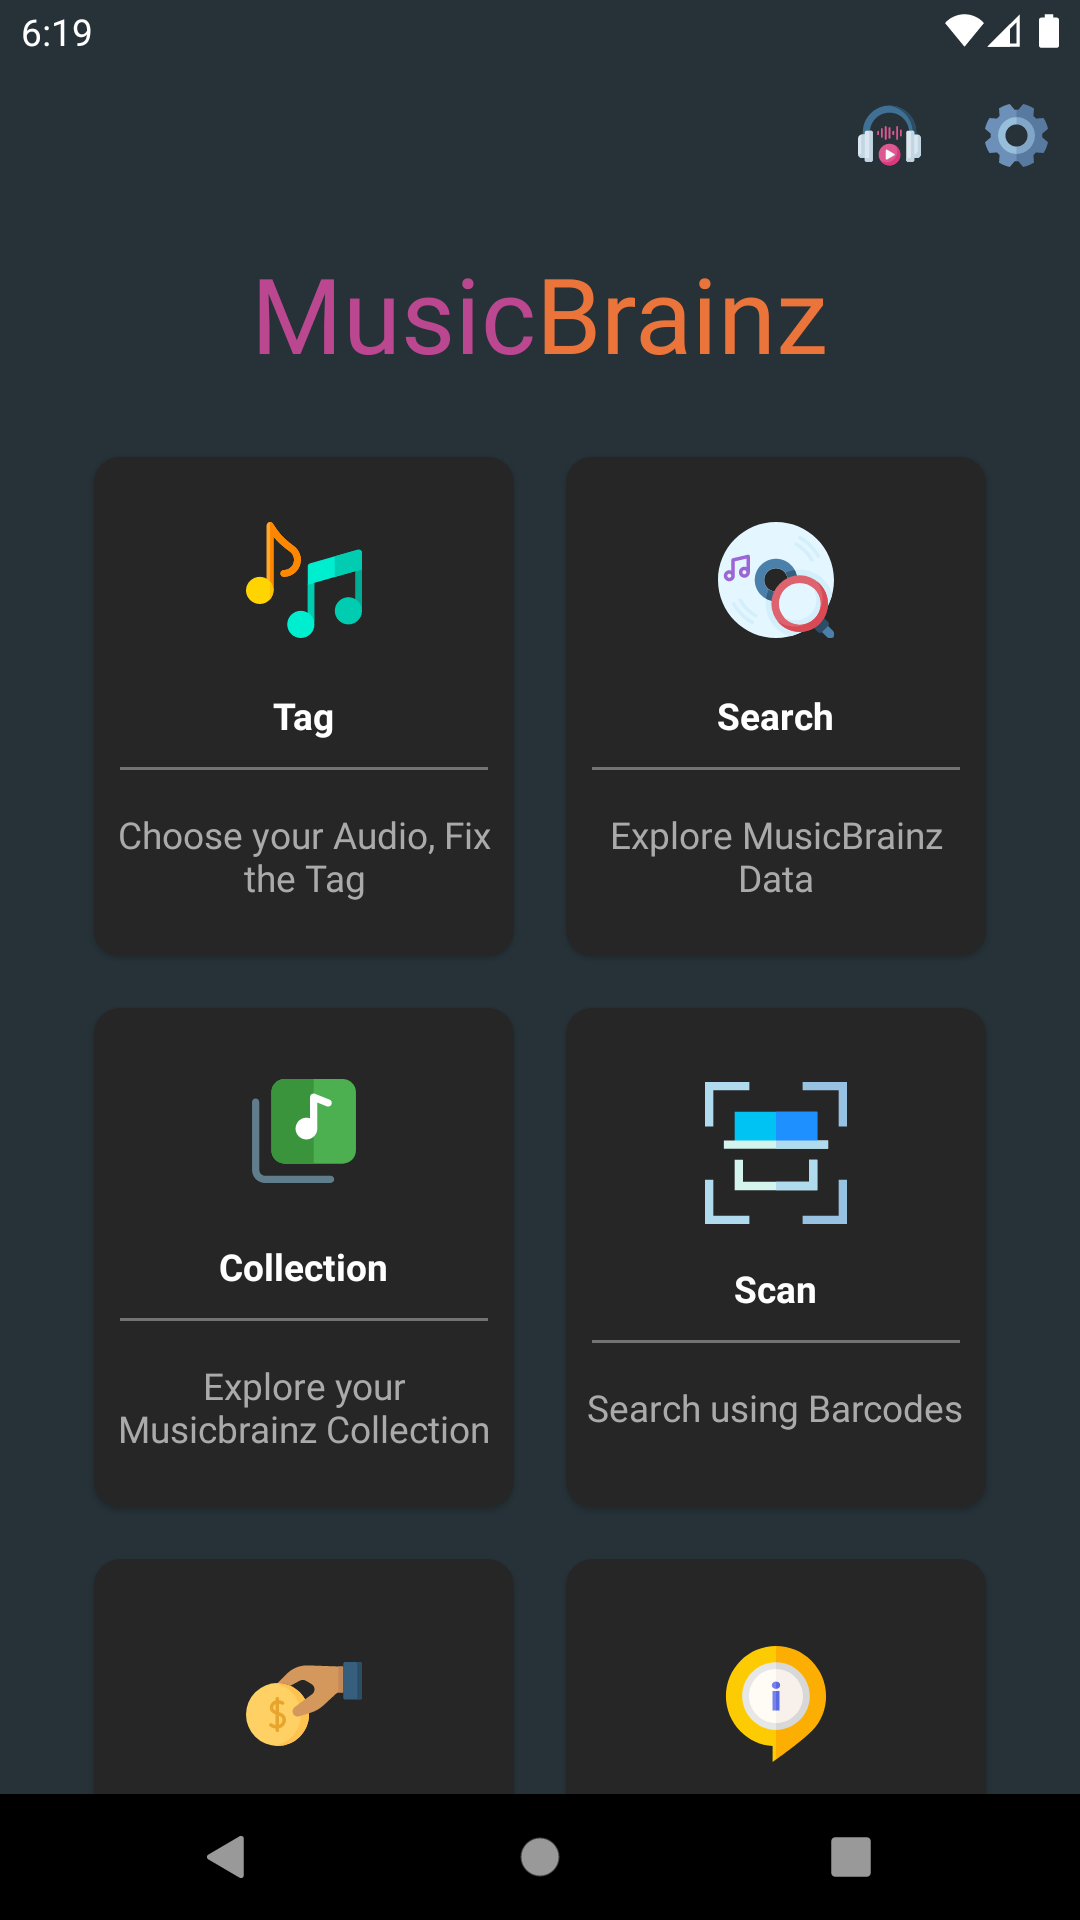 6:19
MusicBrainz
Tag
Search
Choose your Audio, Fix
the Tag
Explore MusicBrainz
Data
Collection
Scan
Explore your
Musicbrainz Collection
Search using Barcodes
$
i